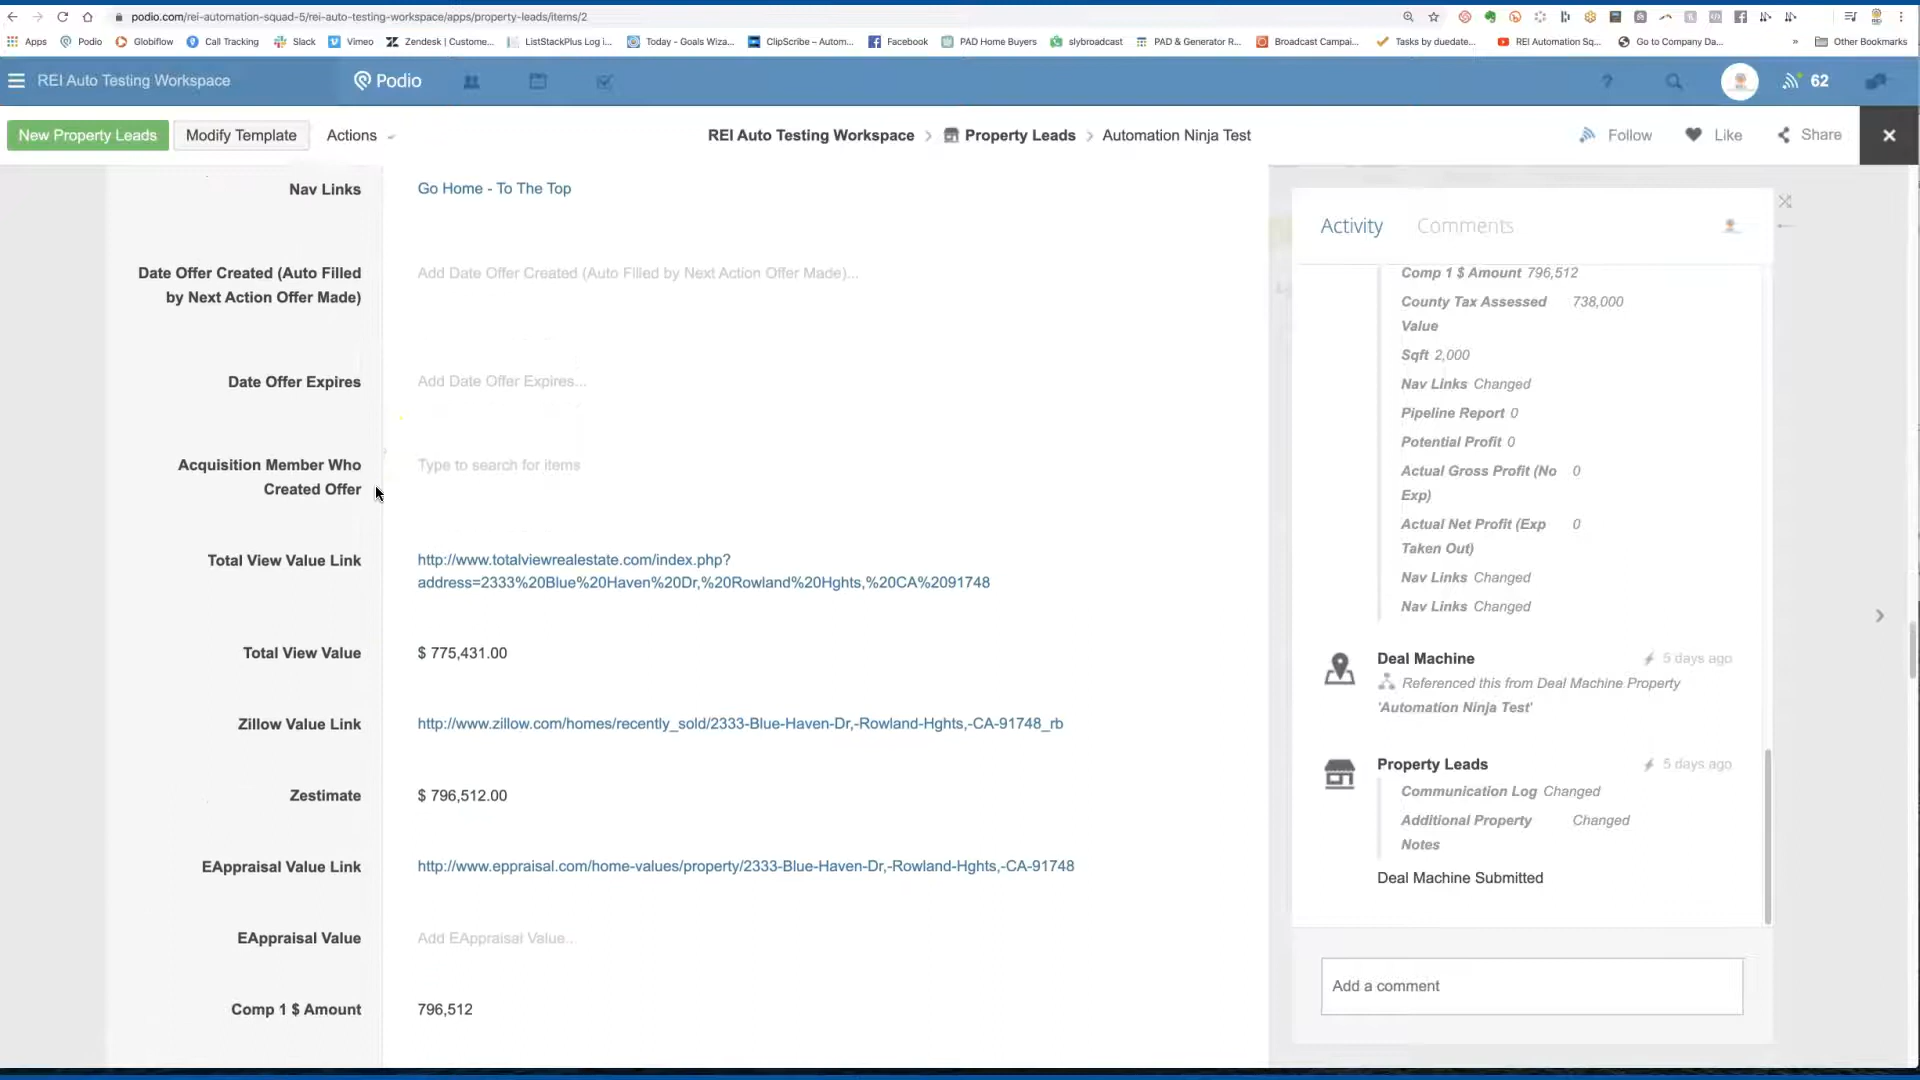 podio.com/rei-automation-squad-5/rei-auto-testing-workspace/apps/property-leads/items/2
Apps Podio Globiflow Call Tracking Slack Vimeo Zendesk | Custome... ListStackPlus Log i... Today – Goals Wiza... ClipScribe – Autom... Facebook PAD Home Buyers slybroadcast PAD & Generator R... Broadcast Campai... Tasks by duedate... REI Automation Sq... Go to Company Da... » Other Bookmarks
REI Auto Testing Workspace Podio ? 62
New Property Leads Modify Template Actions REI Auto Testing Workspace > Property Leads > Automation Ninja Test Follow Like Share
Nav Links Go Home - To The Top
Date Offer Created (Auto Filled by Next Action Offer Made) Add Date Offer Created (Auto Filled by Next Action Offer Made)...
Date Offer Expires Add Date Offer Expires...
Acquisition Member Who Created Offer Type to search for items
Total View Value Link http://www.totalviewrealestate.com/index.php?
address=2333%20Blue%20Haven%20Dr,%20Rowland%20Hghts,%20CA%2091748
Total View Value $ 775,431.00
Zillow Value Link http://www.zillow.com/homes/recently_sold/2333-Blue-Haven-Dr,-Rowland-Hghts,-CA-91748_rb
Zestimate $ 796,512.00
EAppraisal Value Link http://www.eppraisal.com/home-values/property/2333-Blue-Haven-Dr,-Rowland-Hghts,-CA-91748
EAppraisal Value Add EAppraisal Value...
Comp 1 $ Amount 796,512
Activity Comments
Comp 1 $ Amount 796,512
County Tax Assessed 738,000
Value
Sqft 2,000
Nav Links Changed
Pipeline Report 0
Potential Profit 0
Actual Gross Profit (No 0
Exp)
Actual Net Profit (Exp 0
Taken Out)
Nav Links Changed
Nav Links Changed
Deal Machine 5 days ago
Referenced this from Deal Machine Property
'Automation Ninja Test'
Property Leads 5 days ago
Communication Log Changed
Additional Property Changed
Notes
Deal Machine Submitted
Add a comment